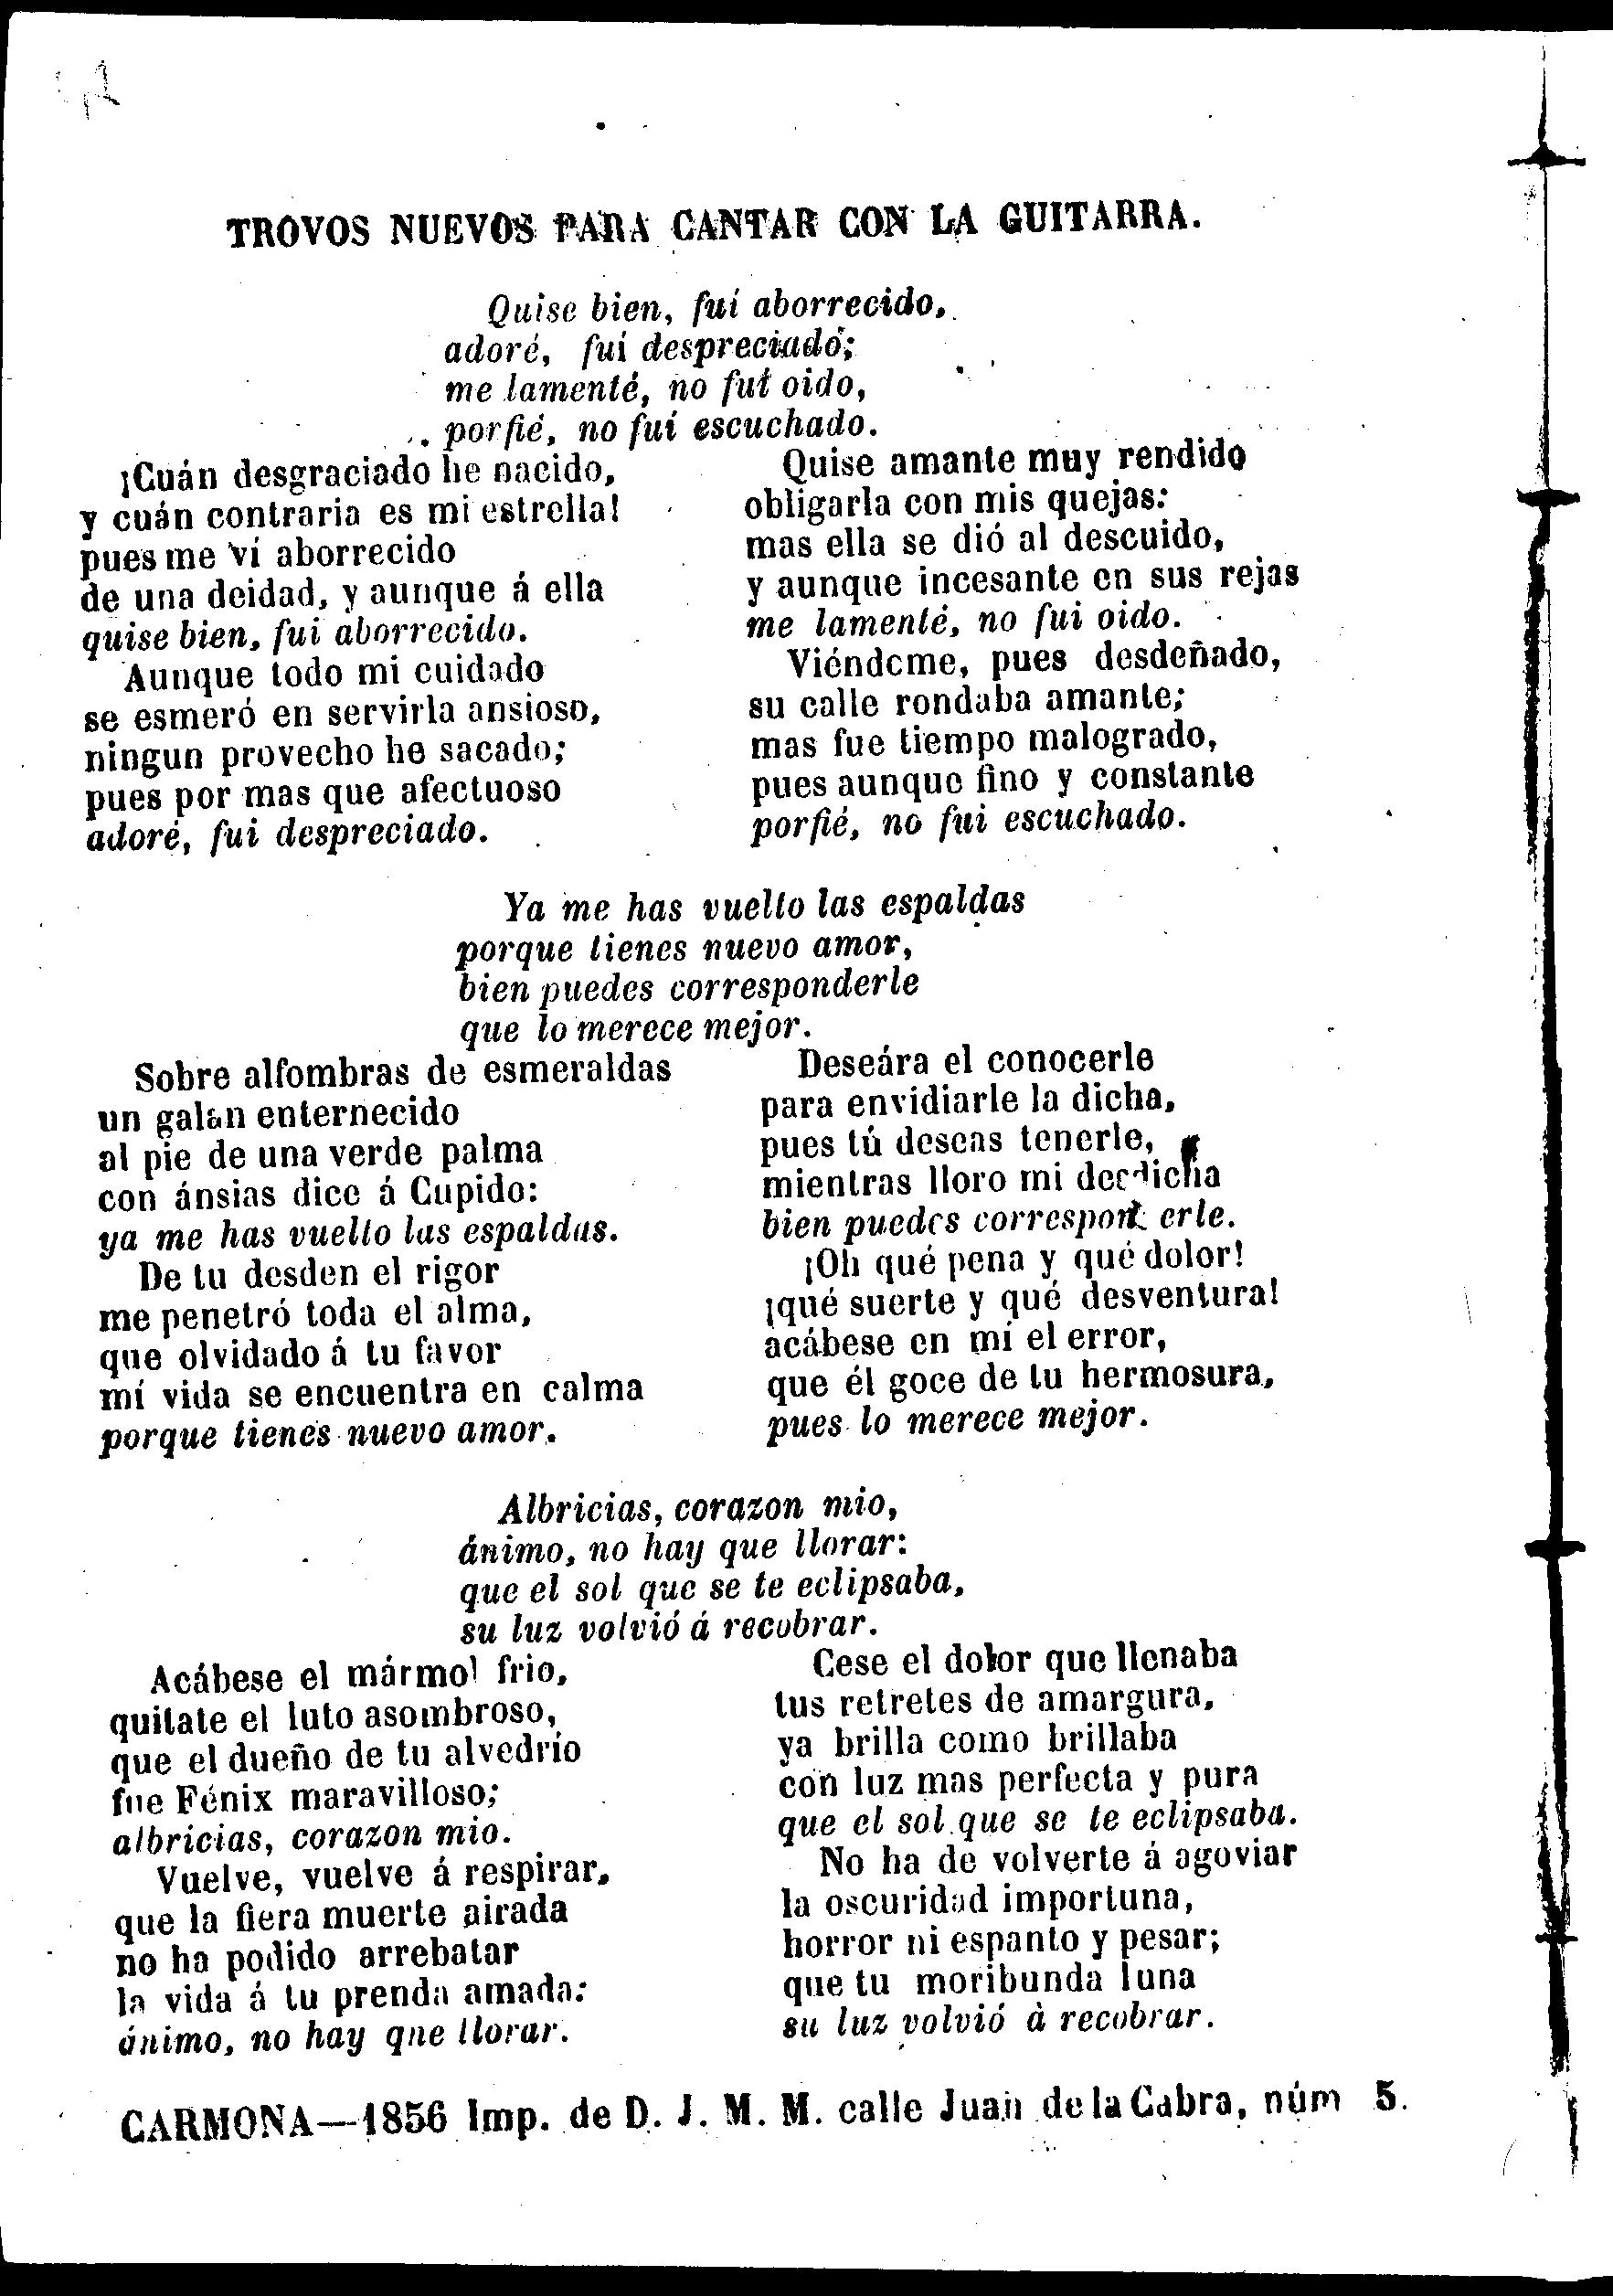 TROVOS NUEVOS PARA CANTAR CON LA GUITARRA.
Quise bien, fuí aborrecido,
adoré, fui despreciado;
me lamenté, no fuí oido,
porfié, no fuí escuchado.
¡Cuán desgraciado he nacido,
y cuán contraria es mi estrella!
pues me ví aborrecido
de una deidad, y aunque á ella
quise bien, fui aborrecido.
Aunque todo mi cuidado
se esmeró en servirla ansioso,
ningun provecho he sacado;
pues por mas que afectuoso
adoré, fui despreciado.
Quise amante muy rendido
obligarla con mis quejas:
mas ella se dió al descuido,
y aunque incesante en sus rejas
me lamenté, no fui oido.
Viéndome, pues desdeñado,
su calle rondaba amante;
mas fue tiempo malogrado,
pues aunque fino y constante
porfié, no fui escuchado.
Ya me has vuelto las espaldas
porque tienes nuevo amor,
bien puedes corresponderle
que lo merece mejor.
Sobre alfombras de esmeraldas
un galan enternecido
al pie de una verde palma
con ánsias dice á Cupido:
ya me has vuelto las espaldas.
De tu desden el rigor
me penetró toda el alma,
que olvidado á tu favor
mí vida se encuentra en calma
porque tienes nuevo amor.
Deseára el conocerle
para envidiarle la dicha,
pues tú deseas tenerle,
mientras lloro mi desdicha
bien puedes correspon erle.
¡Oh qué pena y qué dolor!
¡qué suerte y qué desventura!
acábese en mí el error,
que él goce de tu hermosura,
pues lo merece mejor.
Albricias, corazon mio,
ánimo, no hay que llorar:
que el sol que se te eclipsaba,
su luz volvió á recobrar.
Acábese el mármol frio,
quitate el luto asombroso,
que el dueño de tu alvedrío
fue Fénix maravilloso;
albricias, corazon mio.
Vuelve, vuelve á respirar,
que la fiera muerte airada
no ha podido arrebatar
la vida á tu prenda amada:
ánimo, no hay que llorar.
Cese el dolor que llenaba
tus retretes de amargura,
ya brilla como brillaba
con luz mas perfecta y pura
que el sol que se te eclipsaba.
No ha de volverte á agoviar
la oscuridad importuna,
horror ni espanto y pesar;
que tu moribunda luna
su luz volvió à recobrar.
CARMONA—1856 Imp. de D. J. M. M. calle Juan de la Cabra, núm 5.